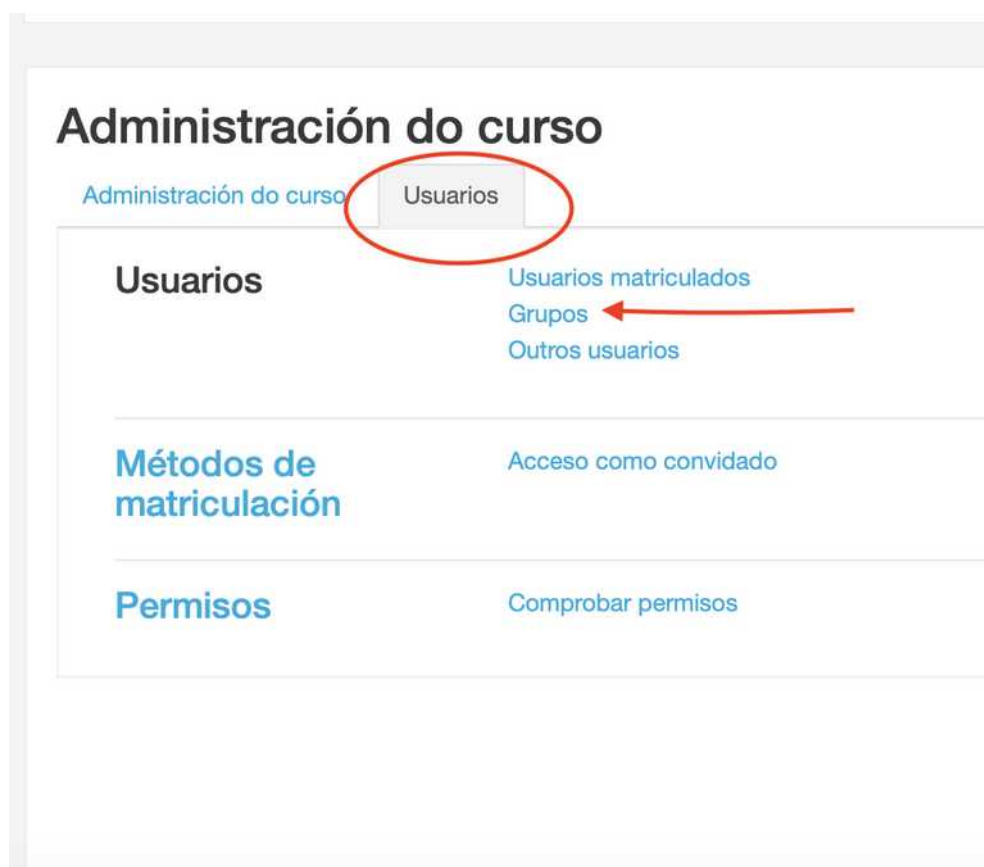 Administración do curso
Administración do curso
Usuarios
Usuarios
Usuarios matriculados
Grupos
Outros usuarios
Métodos de
matriculación
Acceso como convidado
Permisos
Comprobar permisos